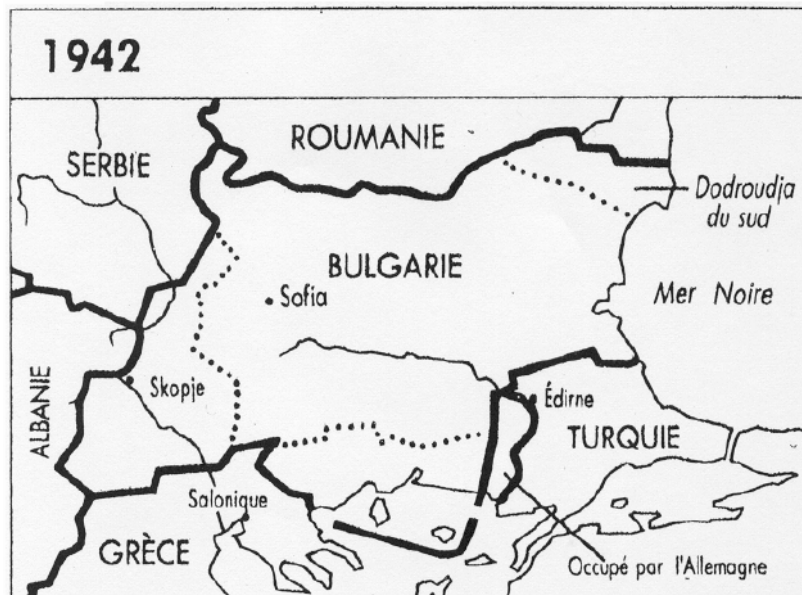 1942
ROUMANIE
SERBIE
Dodroudja
du sud
BULGARIE
Sofia
Mer Noire
ALBANIE
Skopje
Édirne
TURQUIE
Salonique
GRÈCE
Occupé par l'Allemagne